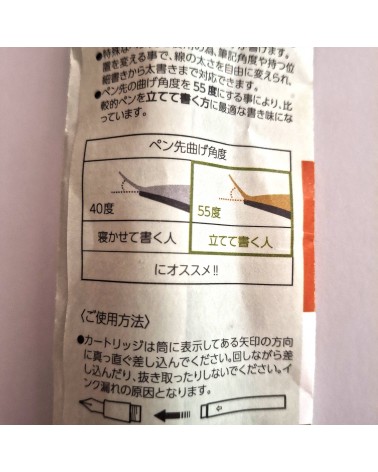 置を変える事で、線の太さを自由に変えられ、
細書きから太書きまで対応できます。
●ペン先の曲げ角度を55度にする事により、比
較的ペンを立てて書く方に最適な書き味にな
っています。
ペン先曲げ角度
40度
55度
寝かせて書く人
立てて書く人
にオススメ!!
〈ご使用方法〉
●カートリッジは筒に表示してある矢印の方向
に真っ直ぐ差し込んでください。回しながら差
し込んだり、抜き取ったりしないでください。イ
ンク漏れの原因となります。